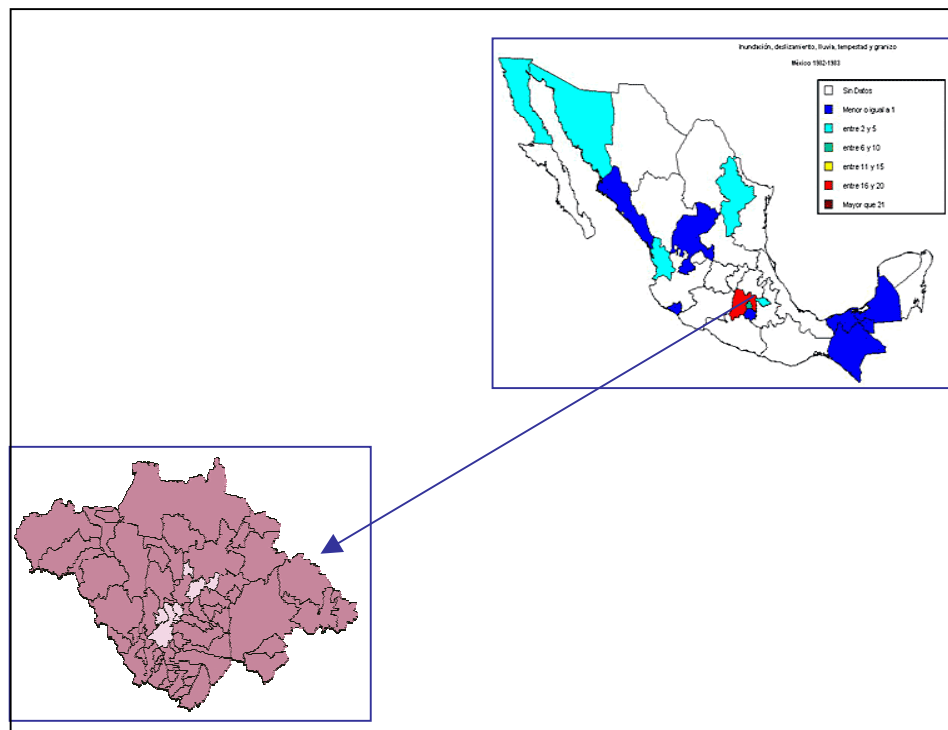 Inundación, deslizamiento, lluvia, tempestad y granizo
México 1982-1983
Sin Datos
Menor o igual a 1
entre 2 y 5
entre 6 y 10
entre 11 y 15
entre 16 y 20
Mayor que 21